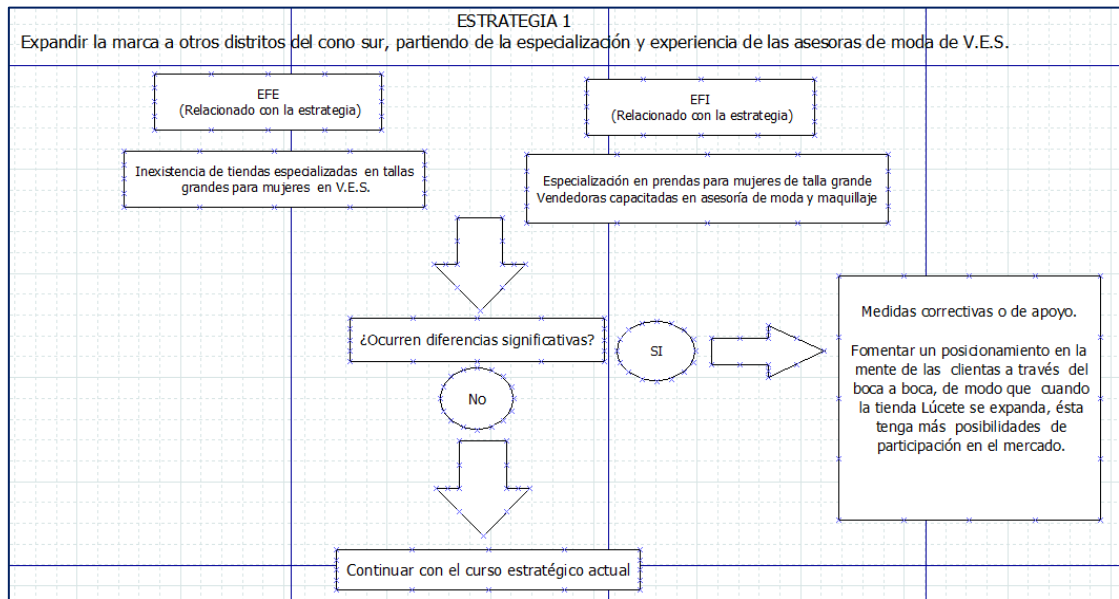 ESTRATEGIA 1
Expandir la marca a otros distritos del cono sur, partiendo de la especialización y experiencia de las asesoras de moda de V.E.S.
EFE
(Relacionado con la estrategia)
EFI
(Relacionado con la estrategia)
Inexistencia de tiendas especializadas en tallas
grandes para mujeres en V.E.S.
Especialización en prendas para mujeres de talla grande
Vendedoras capacitadas en asesoría de moda y maquillaje
¿Ocurren diferencias significativas?
SI
Medidas correctivas o de apoyo.
Fomentar un posicionamiento en la
mente de las clientas a través del
boca a boca, de modo que cuando
la tienda Lúcete se expanda, ésta
tenga más posibilidades de
participación en el mercado.
No
Continuar con el curso estratégico actual